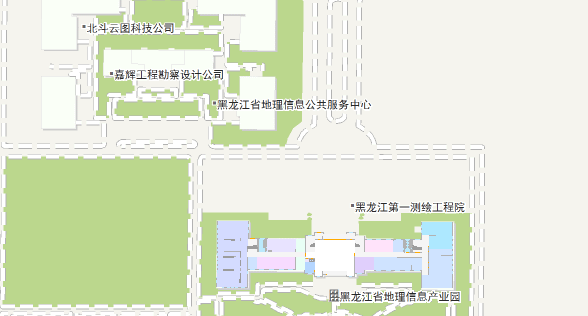 北斗云图科技公司
嘉辉工程勘察设计公司
黑龙江省地理信息公共服务中心
黑龙江第一测绘工程院
黑龙江省地理信息产业园